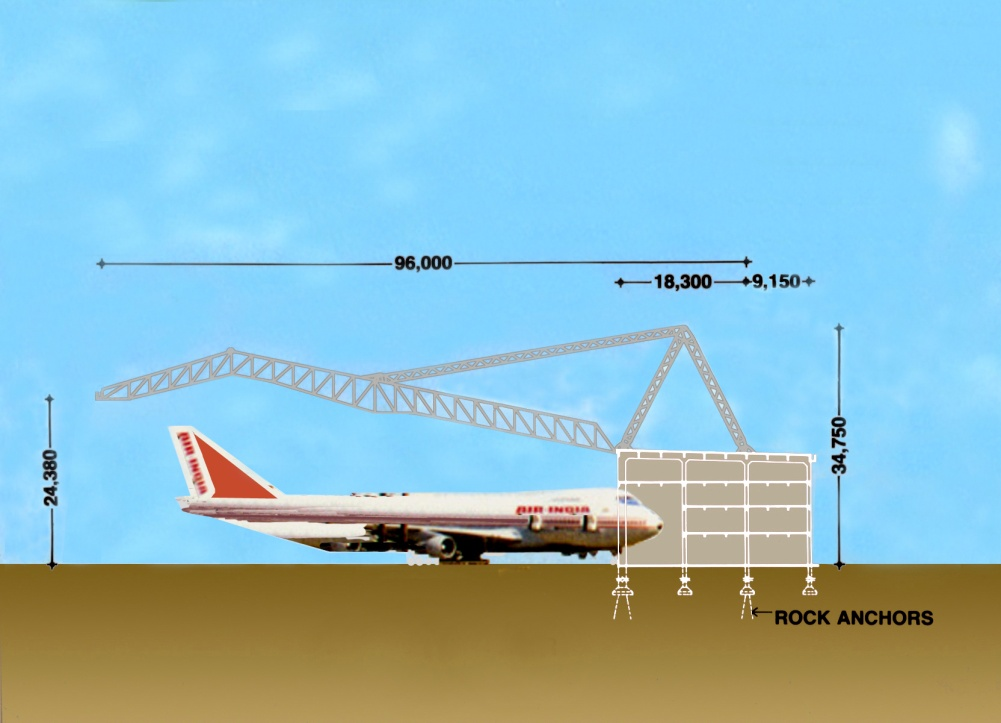 96,000
18,300
9,150
24,380
34,750
AIR INDIA
AIR INDIA
ROCK ANCHORS